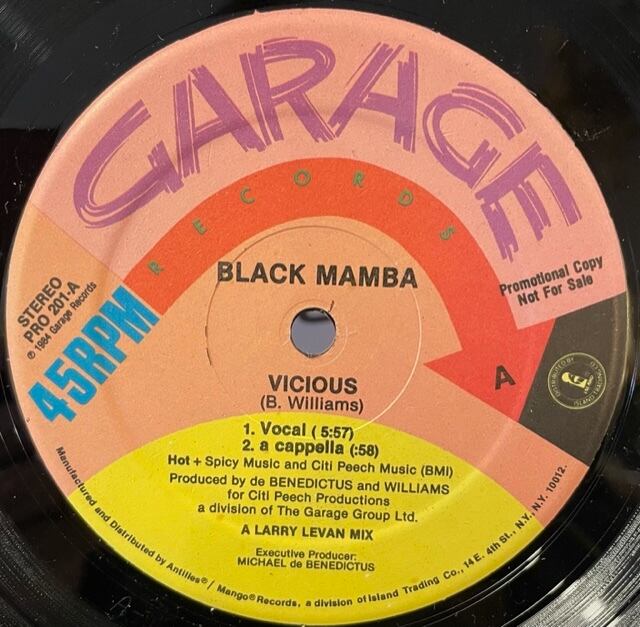 GARAGE
RECORDS
STEREO
PRO 201-A
℗ 1984 Garage Records
45RPM
BLACK MAMBA
Promotional Copy
Not For Sale
A
DISTRIBUTED BY
VICIOUS
(B. Williams)
1. Vocal (5:57)
2. a cappella (:58)
Hot + Spicy Music and Citi Peech Music (BMI)
Produced by de BENEDICTUS and WILLIAMS
for Citi Peech Productions
a division of The Garage Group Ltd.
A LARRY LEVAN MIX
Executive Producer:
MICHAEL de BENEDICTUS
Manufactured and Distributed by Antilles® / Mango® Records, a division of Island Trading Co., 14 E. 4th St., N.Y., N.Y. 10012.